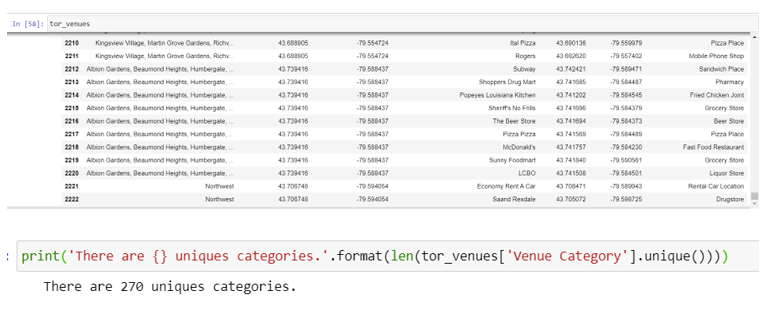 In [58]: tor_venues
2210 Kingsview Village, Martin Grove Gardens, Richv... 43.688905 -79.554724 Ital Pizza 43.690136 -79.559979 Pizza Place
2211 Kingsview Village, Martin Grove Gardens, Richv... 43.688905 -79.554724 Rogers 43.692620 -79.557402 Mobile Phone Shop
2212 Albion Gardens, Beaumond Heights, Humbergate, ... 43.739416 -79.588437 Subway 43.742421 -79.589471 Sandwich Place
2213 Albion Gardens, Beaumond Heights, Humbergate, ... 43.739416 -79.588437 Shoppers Drug Mart 43.741685 -79.584487 Pharmacy
2214 Albion Gardens, Beaumond Heights, Humbergate, ... 43.739416 -79.588437 Popeyes Louisiana Kitchen 43.741202 -79.584545 Fried Chicken Joint
2215 Albion Gardens, Beaumond Heights, Humbergate, ... 43.739416 -79.588437 Sheriff's No Frills 43.741696 -79.584379 Grocery Store
2216 Albion Gardens, Beaumond Heights, Humbergate, ... 43.739416 -79.588437 The Beer Store 43.741694 -79.584373 Beer Store
2217 Albion Gardens, Beaumond Heights, Humbergate, ... 43.739416 -79.588437 Pizza Pizza 43.741569 -79.584489 Pizza Place
2218 Albion Gardens, Beaumond Heights, Humbergate, ... 43.739416 -79.588437 McDonald's 43.741757 -79.584230 Fast Food Restaurant
2219 Albion Gardens, Beaumond Heights, Humbergate, ... 43.739416 -79.588437 Sunny Foodmart 43.741840 -79.590561 Grocery Store
2220 Albion Gardens, Beaumond Heights, Humbergate, ... 43.739416 -79.588437 LCBO 43.741508 -79.584501 Liquor Store
2221 Northwest 43.706748 -79.594054 Economy Rent A Car 43.708471 -79.589943 Rental Car Location
2222 Northwest 43.706748 -79.594054 Saand Rexdale 43.705072 -79.598725 Drugstore
: print('There are {} uniques categories.'.format(len(tor_venues['Venue Category'].unique())))
There are 270 uniques categories.